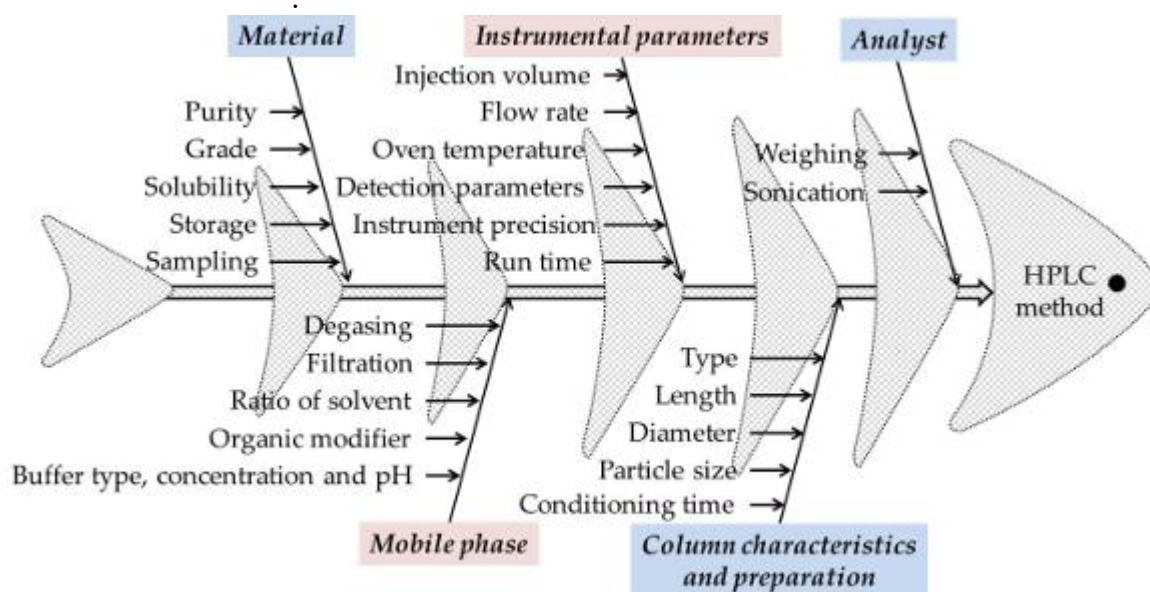 Material
Purity
Grade
Solubility
Storage
Sampling
Instrumental parameters
Injection volume
Flow rate
Oven temperature
Detection parameters
Instrument precision
Run time
Analyst
Weighing
Sonication
HPLC
method
Degasing
Filtration
Ratio of solvent
Organic modifier
Buffer type, concentration and pH
Mobile phase
Type
Length
Diameter
Particle size
Conditioning time
Column characteristics
and preparation